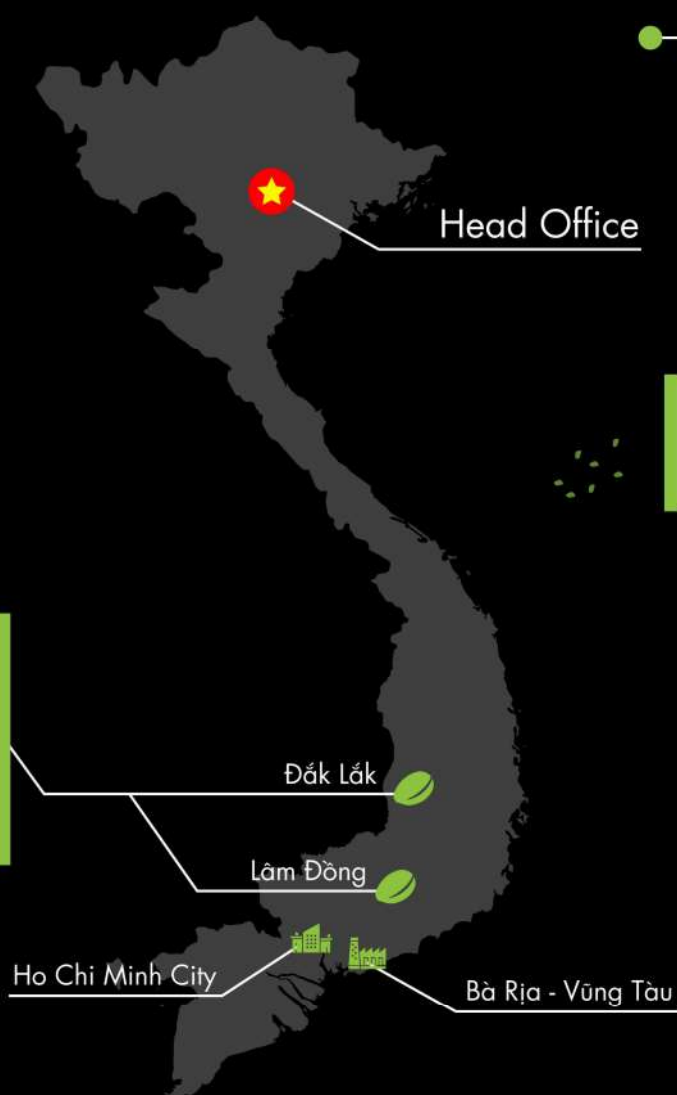 Head Office
Đắk Lắk
Lâm Đồng
Ho Chi Minh City
Bà Rịa - Vũng Tàu